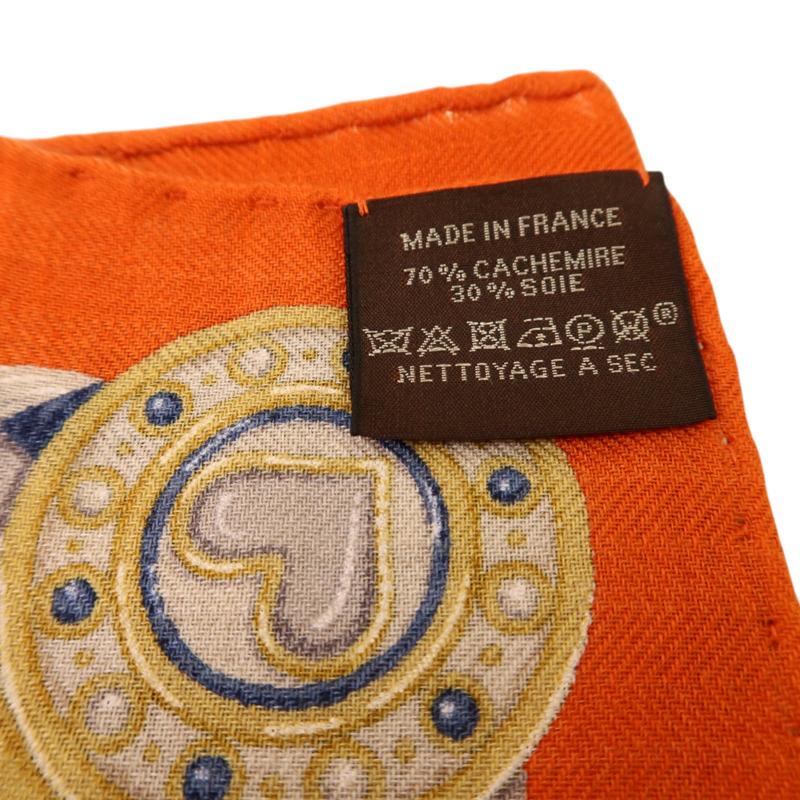 MADE IN FRANCE
70 % CACHEMIRE
30 % SOIE
P W ®
NETTOYAGE A SEC